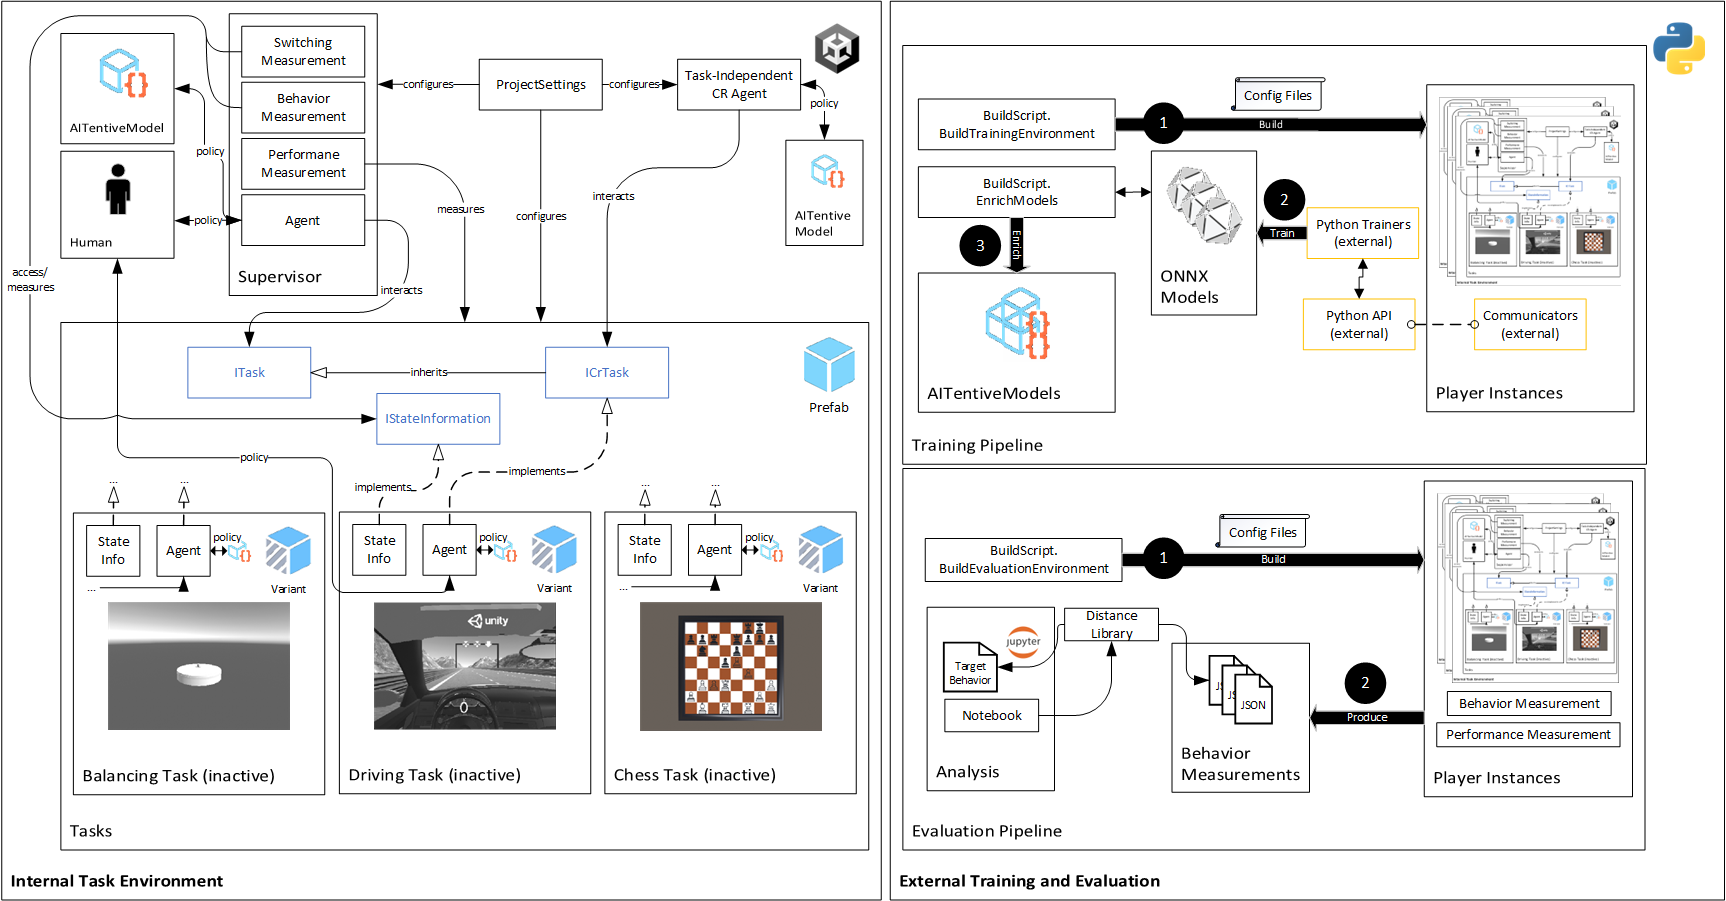 AITentiveModel
Human
Switching
Measurement
Behavior
Measurement
Performane
Measurement
Agent
Supervisor
policy
policy
access/
measures
configures
ProjectSettings
configures
Task-Independent
CR Agent
policy
AITentive
Model
measures
configures
interacts
interacts
ITask
inherits
ICrTask
IStateInformation
Prefab
policy
implements
implements
...
...
...
...
State
Info
Agent
policy
Variant
...
Balancing Task (inactive)
State
Info
Agent
policy
Variant
unity
0
Driving Task (inactive)
State
Info
Agent
policy
Variant
...
Chess Task (inactive)
Tasks
Internal Task Environment
BuildScript.
BuildTrainingEnvironment
1
Config Files
Build
BuildScript.
EnrichModels
3
Enrich
AITentiveModels
ONNX
Models
2
Train
Python Trainers
(external)
Python API
(external)
Communicators
(external)
Player Instances
Training Pipeline
BuildScript.
BuildEvaluationEnvironment
1
Config Files
Build
Target
Behavior
jupyter
Distance
Library
Notebook
Analysis
JS
JS
JSON
Behavior
Measurements
2
Produce
Behavior Measurement
Performance Measurement
Player Instances
Evaluation Pipeline
External Training and Evaluation